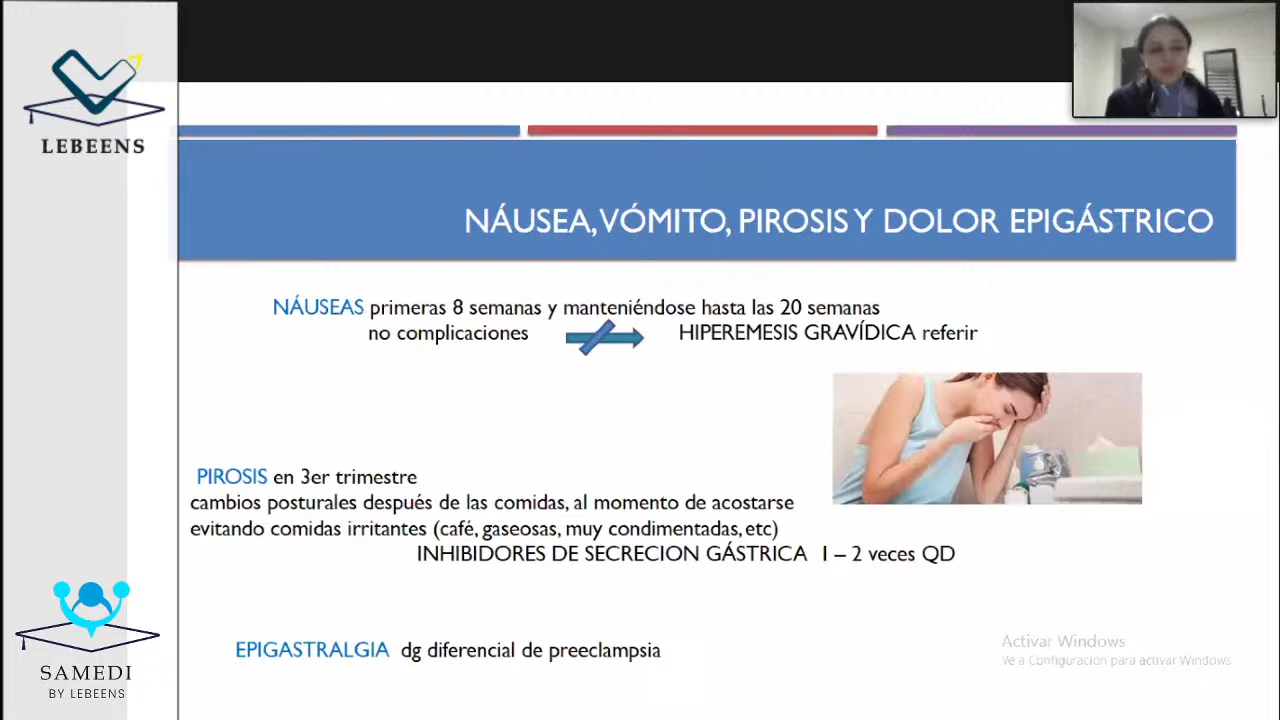 LEBEENS
NÁUSEA, VÓMITO, PIROSIS Y DOLOR EPIGÁSTRICO
NÁUSEAS primeras 8 semanas y manteniéndose hasta las 20 semanas
no complicaciones HIPEREMESIS GRAVÍDICA referir
PIROSIS en 3er trimestre
cambios posturales después de las comidas, al momento de acostarse
evitando comidas irritantes (café, gaseosas, muy condimentadas, etc)
INHIBIDORES DE SECRECION GÁSTRICA 1 – 2 veces QD
EPIGASTRALGIA dg diferencial de preeclampsia
Activar Windows
Ve a Configuración para activar Windows.
SAMEDI
BY LEBEENS